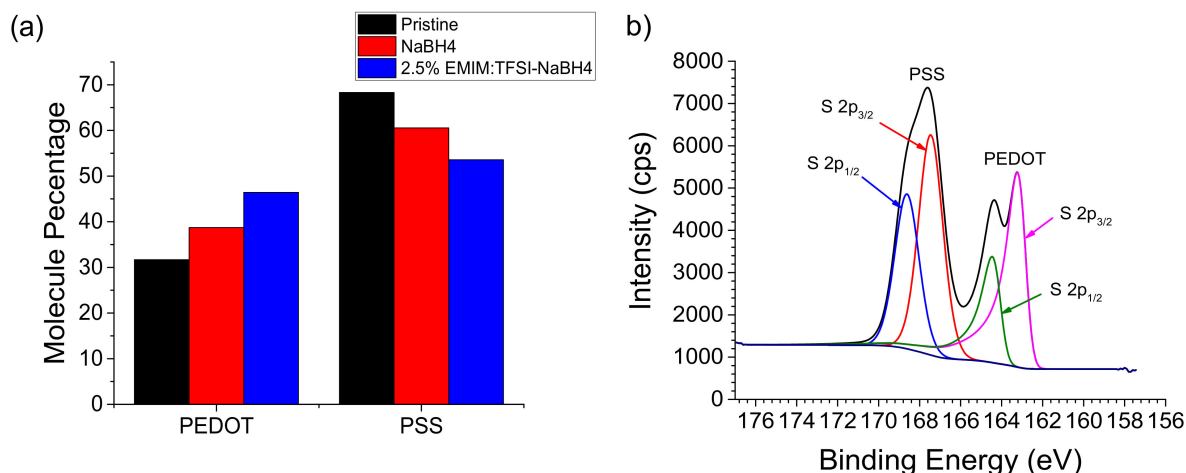 (a)
Pristine
NaBH4
2.5% EMIM:TFSI-NaBH4
Molecule Pecentage
70
60
50
40
30
20
10
0
PEDOT PSS
b)
Intensity (cps)
8000
7000
6000
5000
4000
3000
2000
1000
0
PSS
S 2p3/2
S 2p1/2
PEDOT
S 2p3/2
S 2p1/2
176 174 172 170 168 166 164 162 160 158 156
Binding Energy (eV)